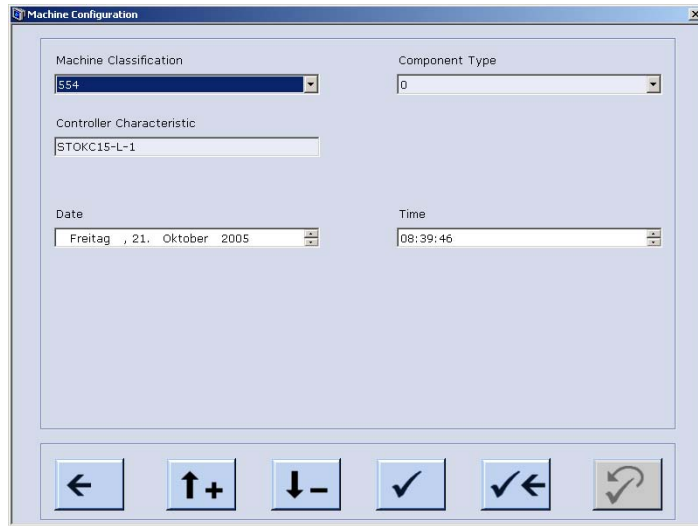 Machine Configuration
Machine Classification
Component Type
554
0
Controller Characteristic
STOKC15-L-1
Date
Time
Freitag , 21. Oktober 2005
08:39:46